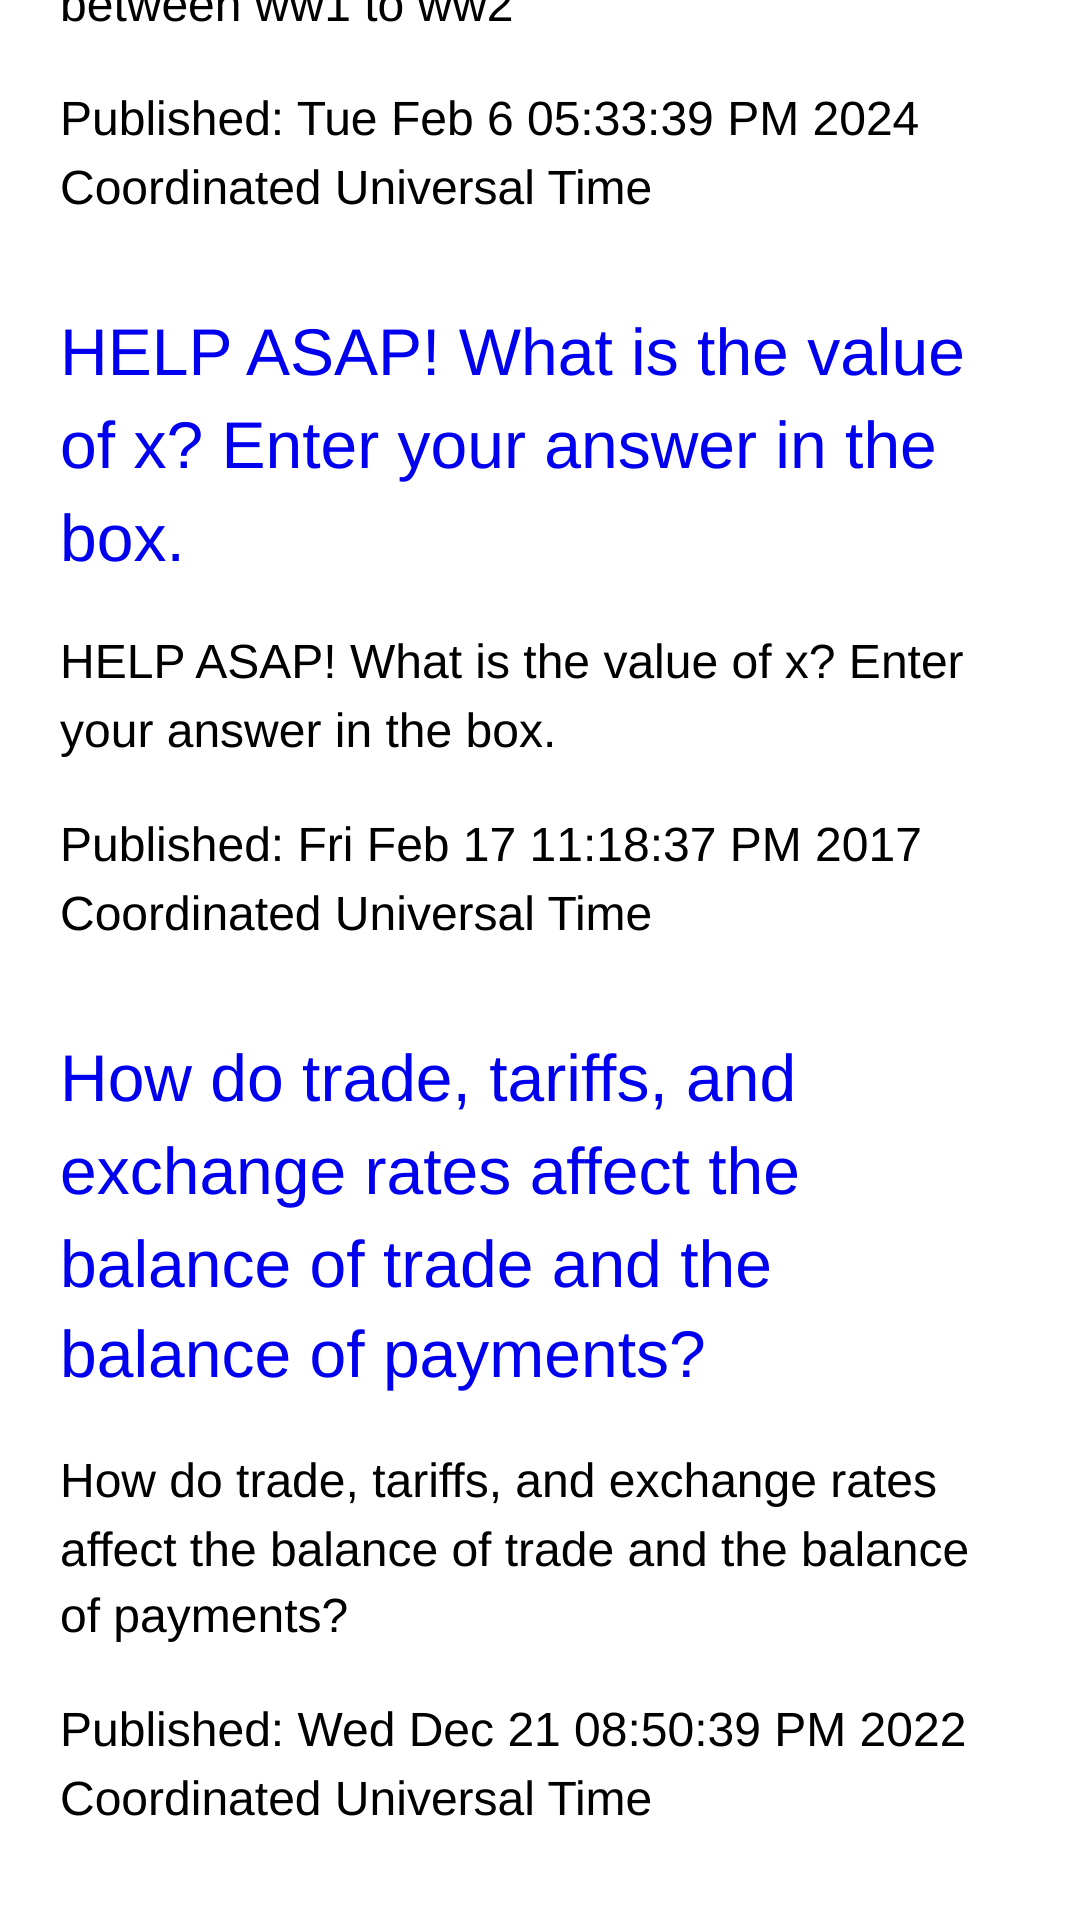 between ww1 to ww2
Published: Tue Feb 6 05:33:39 PM 2024
Coordinated Universal Time
HELP ASAP! What is the value
of x? Enter your answer in the
box.
HELP ASAP! What is the value of x? Enter
your answer in the box.
Published: Fri Feb 17 11:18:37 PM 2017
Coordinated Universal Time
How do trade, tariffs, and
exchange rates affect the
balance of trade and the
balance of payments?
How do trade, tariffs, and exchange rates
affect the balance of trade and the balance
of payments?
Published: Wed Dec 21 08:50:39 PM 2022
Coordinated Universal Time